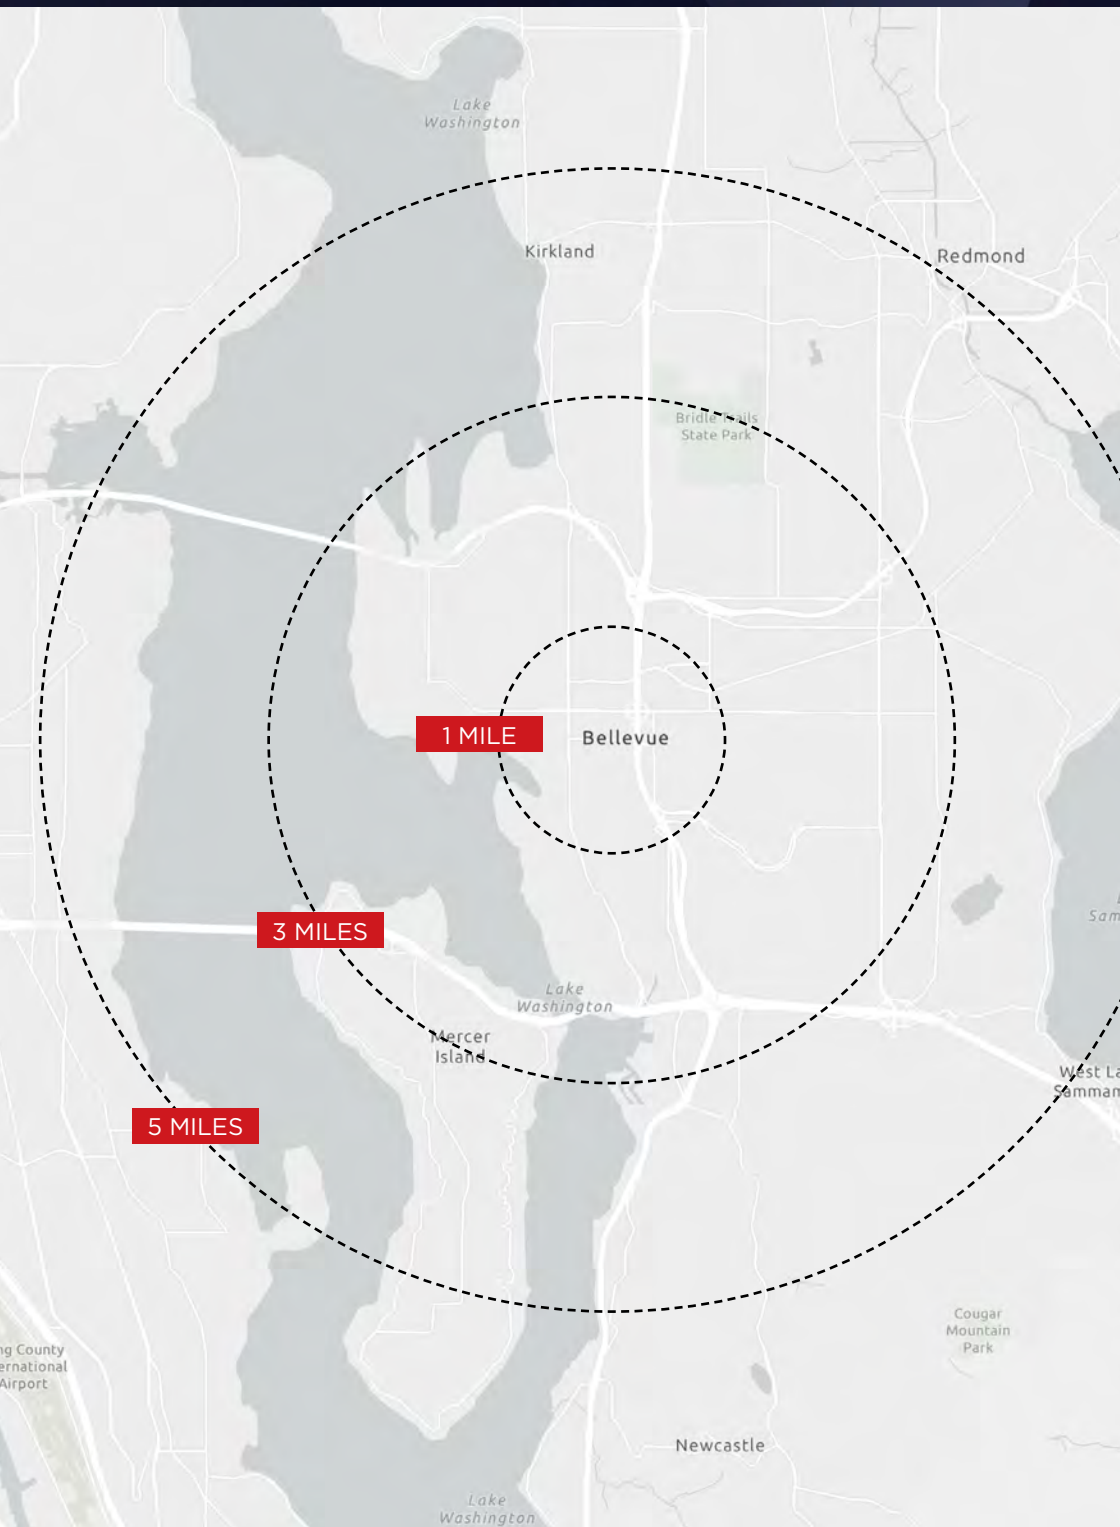 Lake
Washington
Kirkland
Redmond
Bridle Trails
State Park
1 MILE
Bellevue
3 MILES
Sam
Lake
Washington
Mercer
Island
West La
Samman
5 MILES
Cougar
Mountain
Park
ng County
ernational
Airport
Newcastle
Lake
Washington